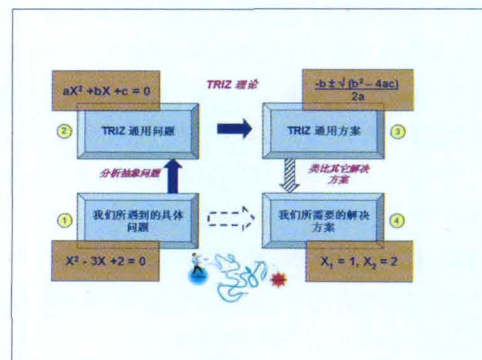 aX² +bX +c = 0
TRIZ 理论
-b ± √ (b² – 4ac)
2a
② TRIZ 通用问题
TRIZ 通用方案 ③
分析抽象问题
类比其它解决
方案
① 我们所遇到的具体
问题
我们所需要的解决
方案 ④
X² - 3X +2 = 0
X₁ = 1, X₂ = 2